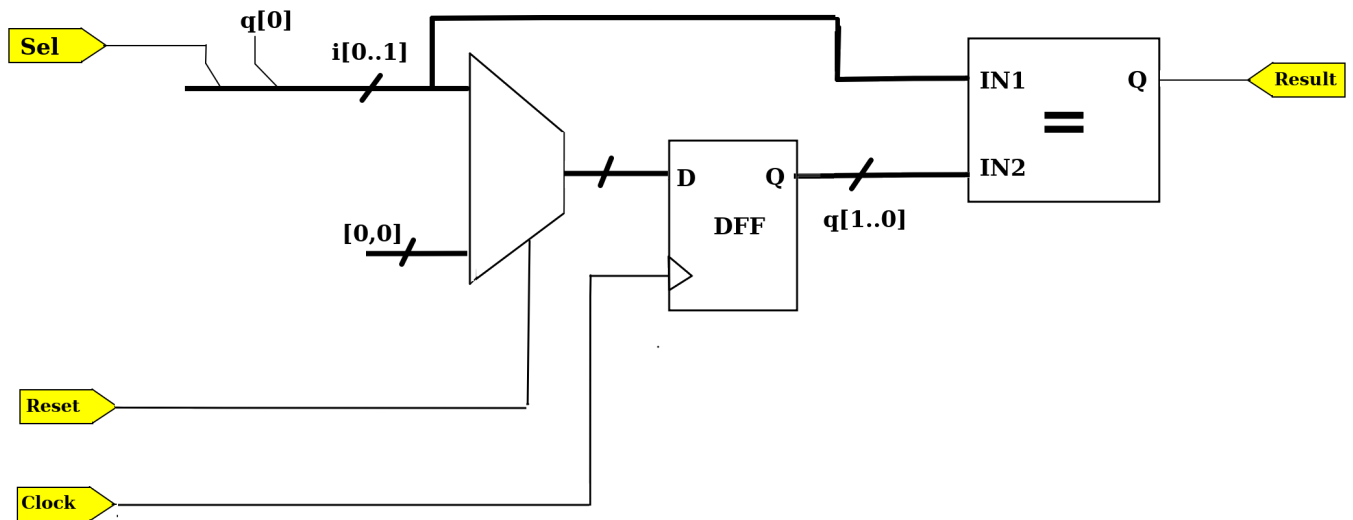 q[0]
Sel
i[0..1]
IN1
Q
Result
=
IN2
D
Q
q[1..0]
DFF
[0,0]
Reset
Clock